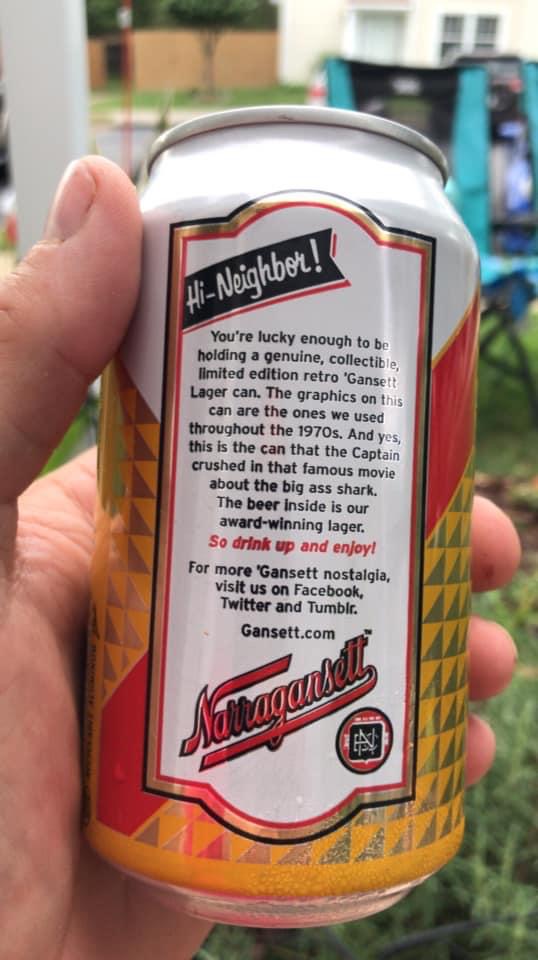 Hi-Neighbor!
You're lucky enough to be
holding a genuine, collectible,
limited edition retro 'Gansett
Lager can. The graphics on this
can are the ones we used
throughout the 1970s. And yes,
this is the can that the Captain
crushed in that famous movie
about the big ass shark.
The beer inside is our
award-winning lager.
So drink up and enjoy!
For more 'Gansett nostalgia,
visit us on Facebook,
Twitter and Tumblr.
Gansett.com
Narragansett™